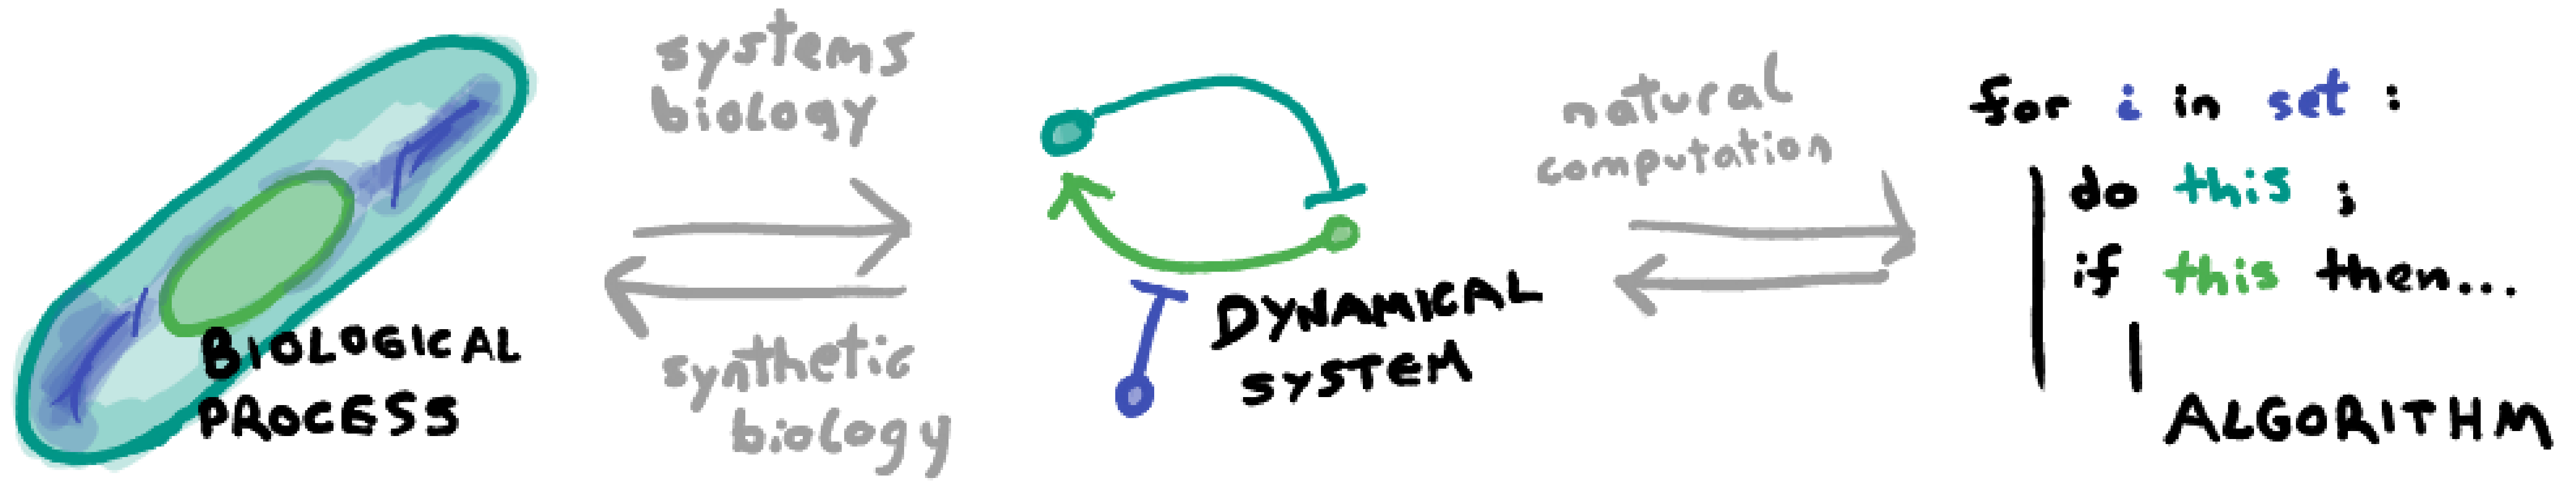 systems
biology
BIOLOGICAL
PROCESS
synthetic
biology
DYNAMICAL
SYSTEM
natural
computation
for i in set :
do this ;
if this then...
ALGORITHM